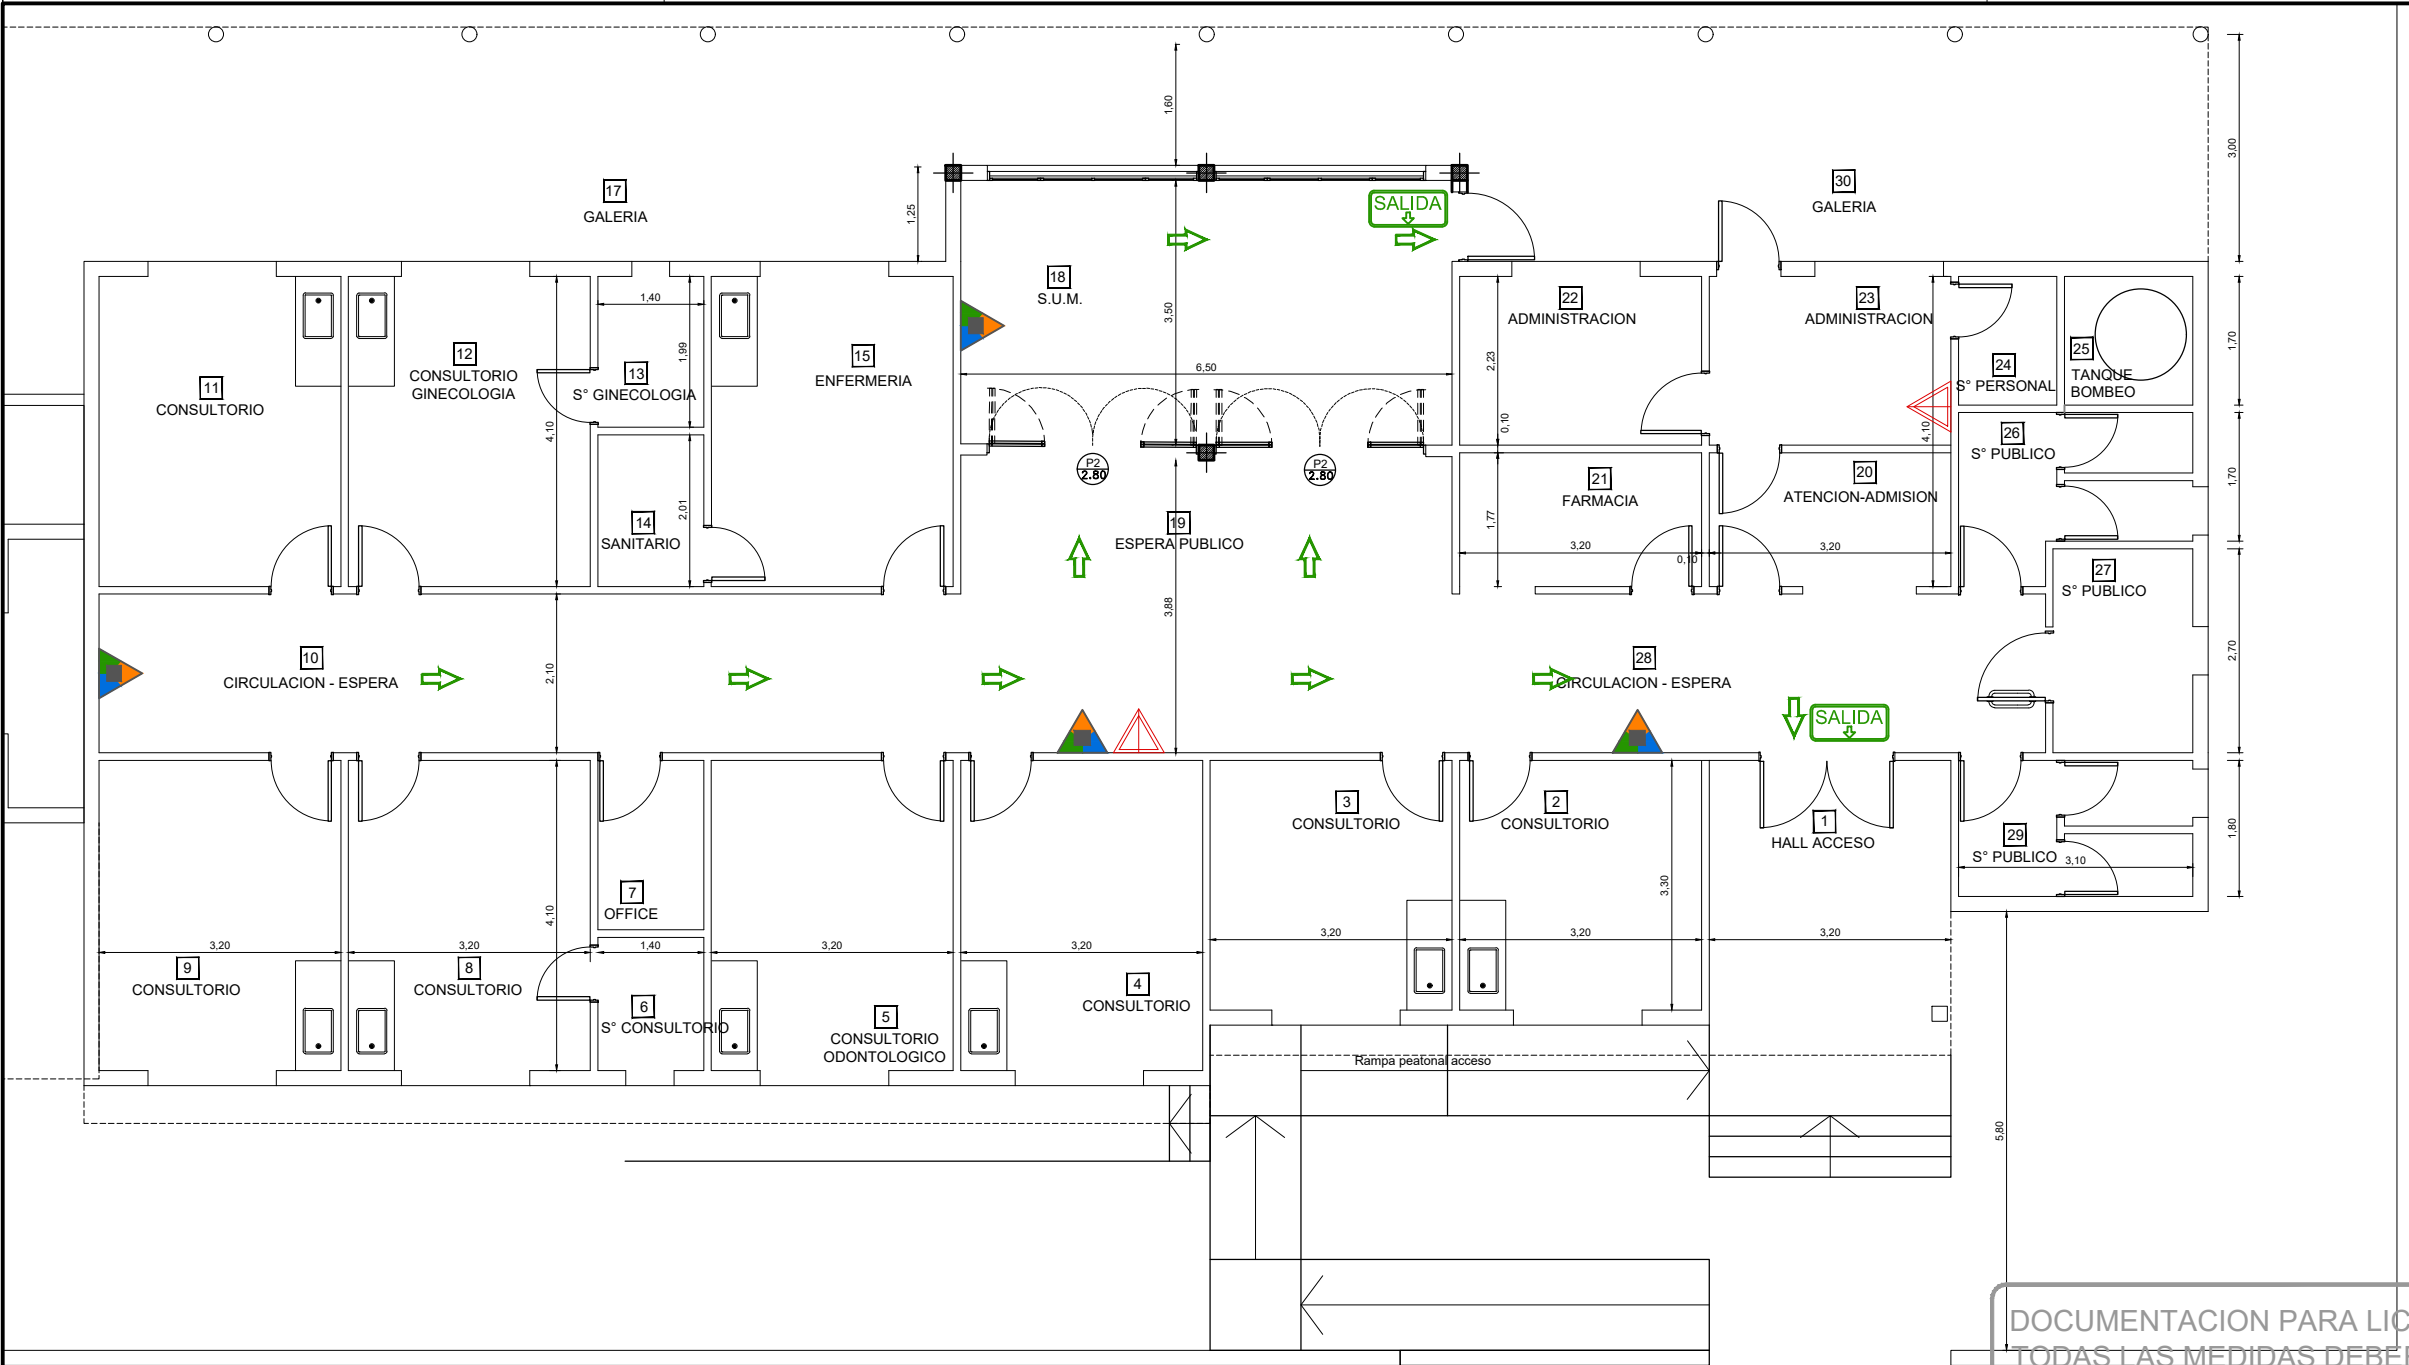 1,60
3,00
17
GALERIA
1,25
SALIDA
30
GALERIA
18
S.U.M.
3,50
6,50
11
CONSULTORIO
12
CONSULTORIO
GINECOLOGIA
4,10
1,40
1,99
13
S° GINECOLOGIA
15
ENFERMERIA
22
ADMINISTRACION
2,23
0,10
23
ADMINISTRACION
4,10
24
S° PERSONAL
25
TANQUE
BOMBEO
1,70
14
SANITARIO
2,01
P2
2.80
P2
2.80
19
ESPERA PUBLICO
3,88
21
FARMACIA
1,77
3,20
0,10
20
ATENCION-ADMISION
3,20
26
S° PUBLICO
1,70
27
S° PUBLICO
2,70
10
CIRCULACION - ESPERA
2,10
28
CIRCULACION - ESPERA
SALIDA
9
CONSULTORIO
3,20
8
CONSULTORIO
3,20
4,10
7
OFFICE
1,40
6
S° CONSULTORIO
5
CONSULTORIO
ODONTOLOGICO
3,20
4
CONSULTORIO
3,20
3
CONSULTORIO
3,20
2
CONSULTORIO
3,20
3,30
1
HALL ACCESO
3,20
29
S° PUBLICO
3,10
1,80
Rampa peatonal acceso
5,80
DOCUMENTACION PARA LIC
TODAS LAS MEDIDAS DEBER